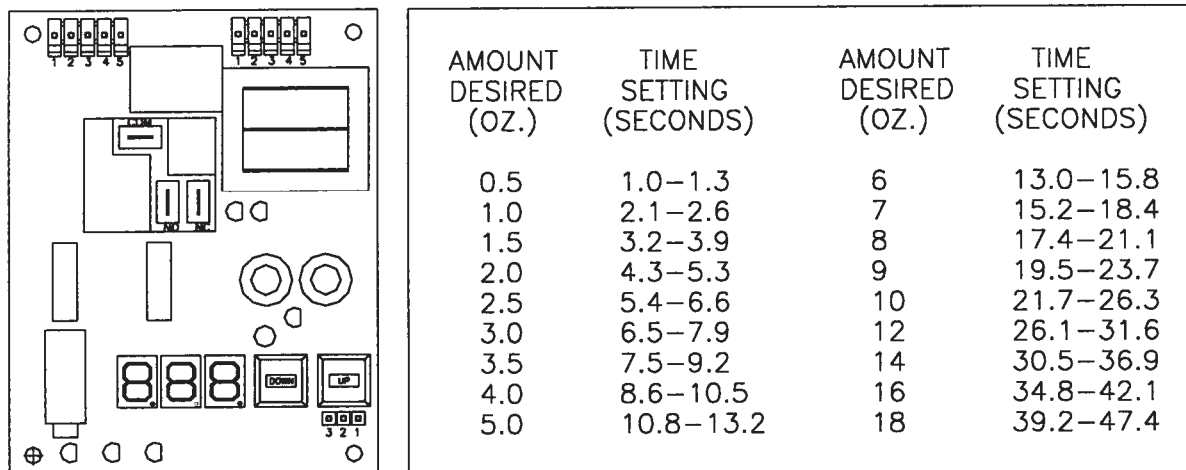 1 2 3 4 5
1 2 3 4 5
COM
NO NC
8 8 8 DOWN UP
3 2 1
AMOUNT TIME AMOUNT TIME
DESIRED SETTING DESIRED SETTING
(OZ.) (SECONDS) (OZ.) (SECONDS)
0.5 1.0–1.3 6 13.0–15.8
1.0 2.1–2.6 7 15.2–18.4
1.5 3.2–3.9 8 17.4–21.1
2.0 4.3–5.3 9 19.5–23.7
2.5 5.4–6.6 10 21.7–26.3
3.0 6.5–7.9 12 26.1–31.6
3.5 7.5–9.2 14 30.5–36.9
4.0 8.6–10.5 16 34.8–42.1
5.0 10.8–13.2 18 39.2–47.4